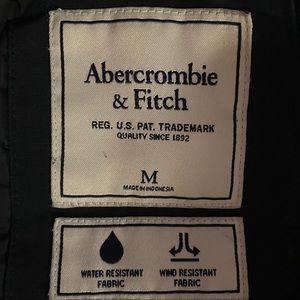 Abercrombie
& Fitch
REG. U.S. PAT. TRADEMARK
QUALITY SINCE 1892
M
MADE IN INDONESIA
WATER RESISTANT
FABRIC
WIND RESISTANT
FABRIC